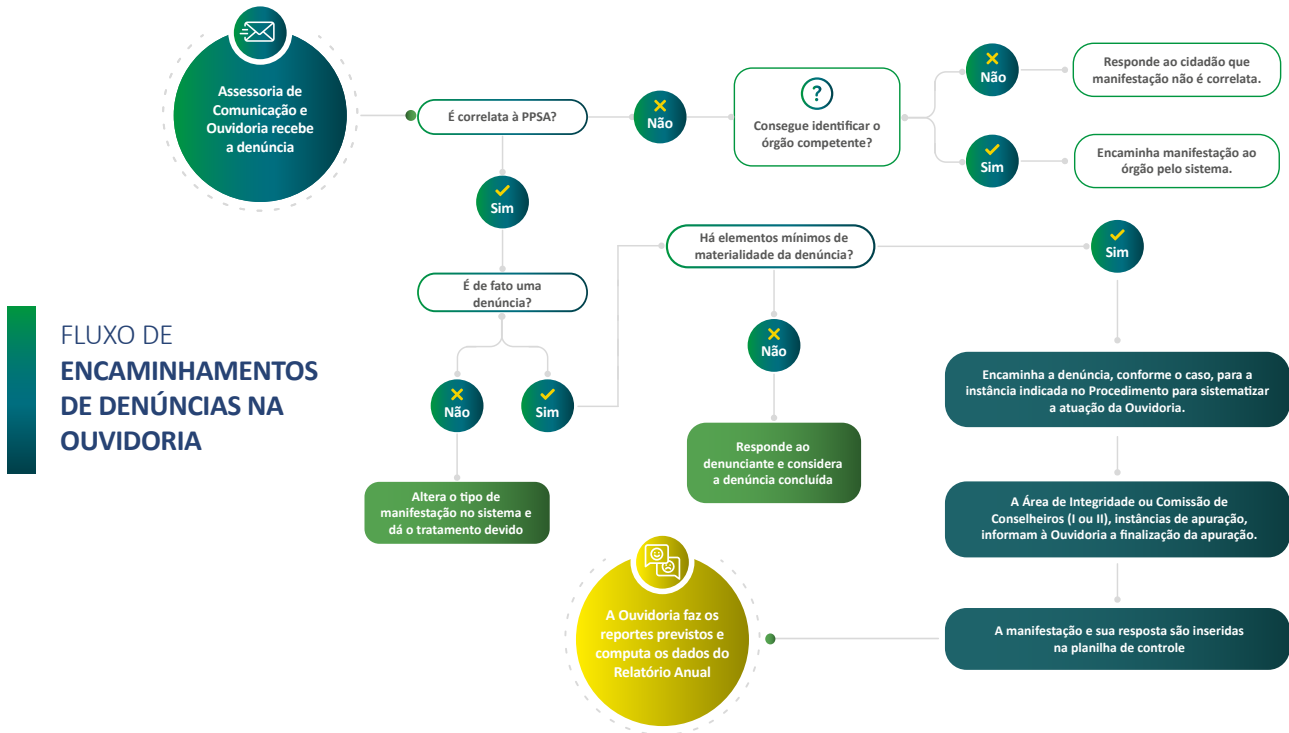 Assessoria de
Comunicação e
Ouvidoria recebe
a denúncia
É correlata à PPSA?
Não
?
Consegue identificar o
órgão competente?
Não
Responde ao cidadão que
manifestação não é correlata.
Sim
Encaminha manifestação ao
órgão pelo sistema.
Sim
É de fato uma
denúncia?
Não
Sim
Altera o tipo de
manifestação no sistema e
dá o tratamento devido
Há elementos mínimos de
materialidade da denúncia?
Não
Responde ao
denunciante e considera
a denúncia concluída
Sim
Encaminha a denúncia, conforme o caso, para a
instância indicada no Procedimento para sistematizar
a atuação da Ouvidoria.
A Área de Integridade ou Comissão de
Conselheiros (I ou II), instâncias de apuração,
informam à Ouvidoria a finalização da apuração.
A manifestação e sua resposta são inseridas
na planilha de controle
A Ouvidoria faz os
reportes previstos e
computa os dados do
Relatório Anual
FLUXO DE
ENCAMINHAMENTOS
DE DENÚNCIAS NA
OUVIDORIA